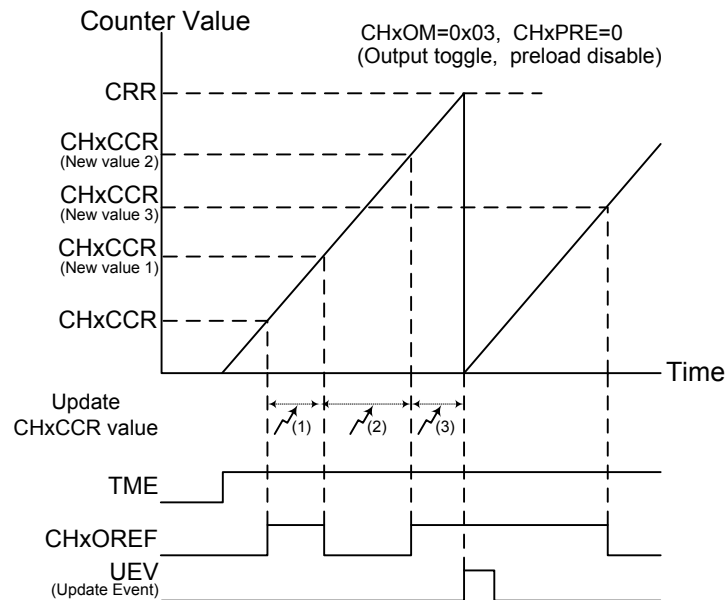 Counter Value
CHxOM=0x03, CHxPRE=0
(Output toggle, preload disable)
CRR
CHxCCR
(New value 2)
CHxCCR
(New value 3)
CHxCCR
(New value 1)
CHxCCR
Time
Update
CHxCCR value
(1)
(2)
(3)
TME
CHxOREF
UEV
(Update Event)